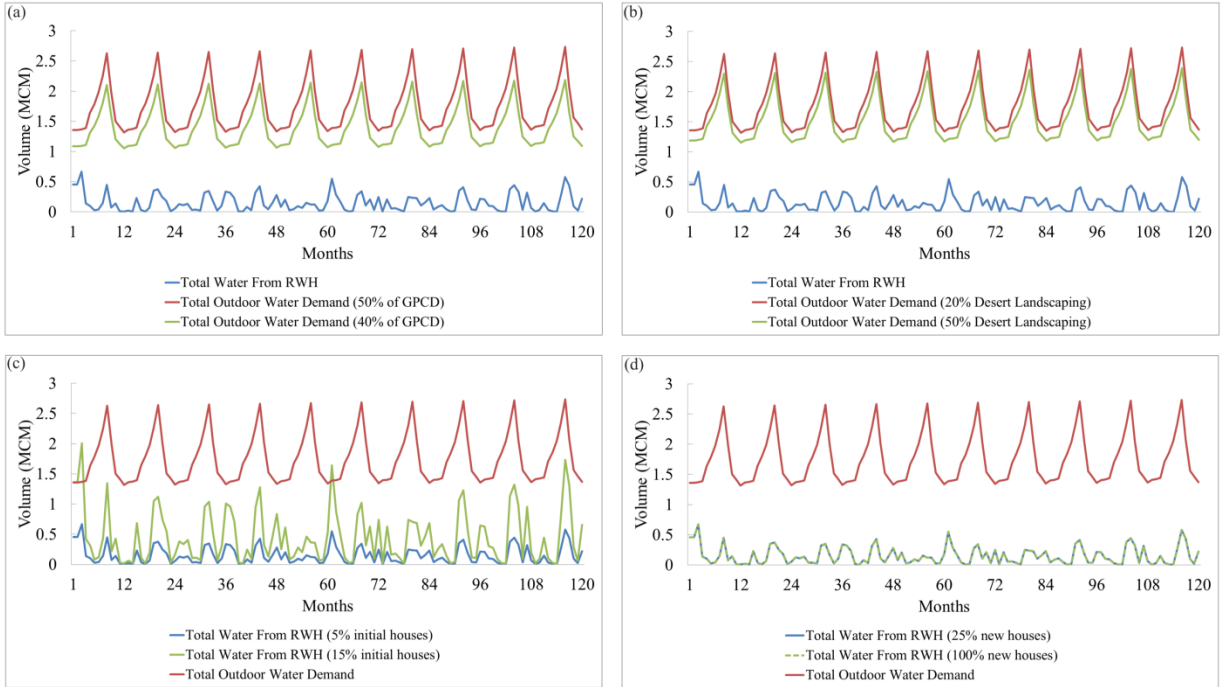 (a)
3
2.5
2
1.5
1
0.5
0
Volume (MCM)
1 12 24 36 48 60 72 84 96 108 120
Months
Total Water From RWH
Total Outdoor Water Demand (50% of GPCD)
Total Outdoor Water Demand (40% of GPCD)
(b)
3
2.5
2
1.5
1
0.5
0
Volume (MCM)
1 12 24 36 48 60 72 84 96 108 120
Months
Total Water From RWH
Total Outdoor Water Demand (20% Desert Landscaping)
Total Outdoor Water Demand (50% Desert Landscaping)
(c)
3
2.5
2
1.5
1
0.5
0
Volume (MCM)
1 12 24 36 48 60 72 84 96 108 120
Months
Total Water From RWH (5% initial houses)
Total Water From RWH (15% initial houses)
Total Outdoor Water Demand
(d)
3
2.5
2
1.5
1
0.5
0
Volume (MCM)
1 12 24 36 48 60 72 84 96 108 120
Months
Total Water From RWH (25% new houses)
Total Water From RWH (100% new houses)
Total Outdoor Water Demand